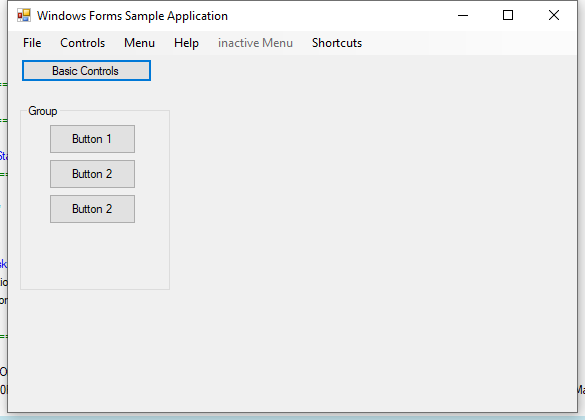 Windows Forms Sample Application
File Controls Menu Help inactive Menu Shortcuts
Basic Controls
Group
Button 1
Button 2
Button 2